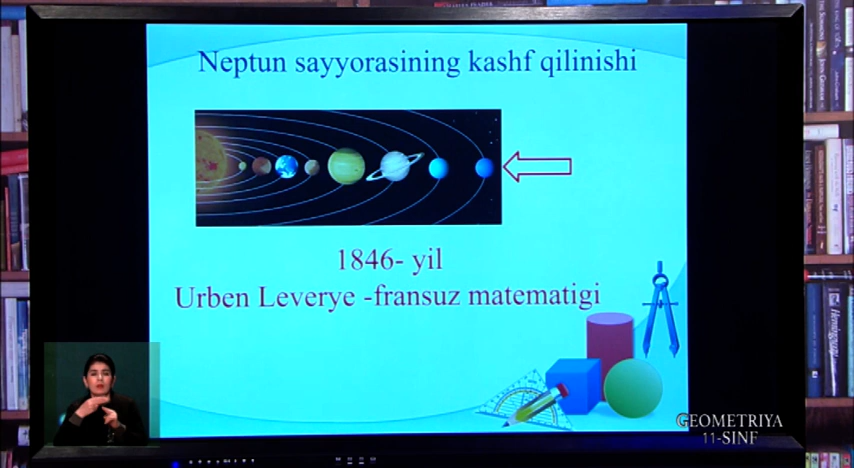 Neptun sayyorasining kashf qilinishi
1846- yil
Urben Leverye -fransuz matematigi
GEOMETRIYA
11-SINF